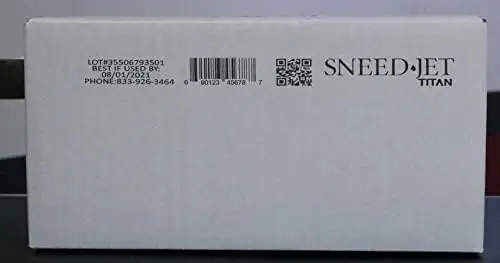 LOT#35506793501
BEST IF USED BY:
08/01/2021
PHONE:833-926-3464
6 90123 45678 7
SNEED JET
TITAN